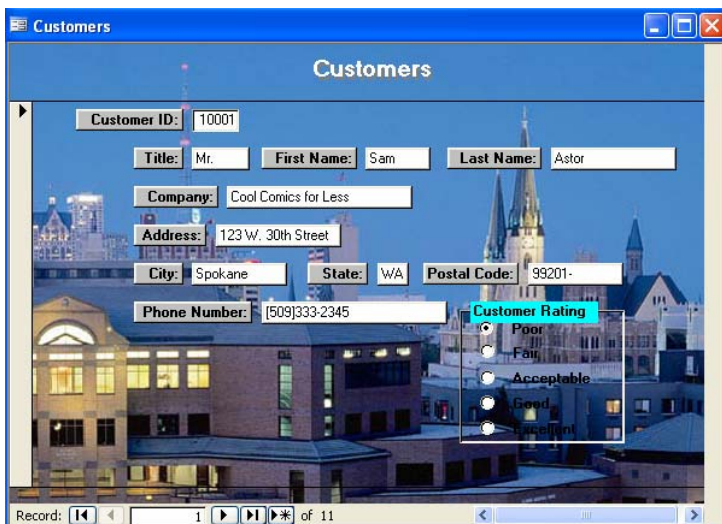 Customers
Customers
Customer ID: 10001
Title: Mr. First Name: Sam Last Name: Astor
Company: Cool Comics for Less
Address: 123 W. 30th Street
City: Spokane State: WA Postal Code: 99201-
Phone Number: [509]333-2345
Customer Rating
Poor
Fair
Acceptable
Good
Excellent
Record: 1 of 11